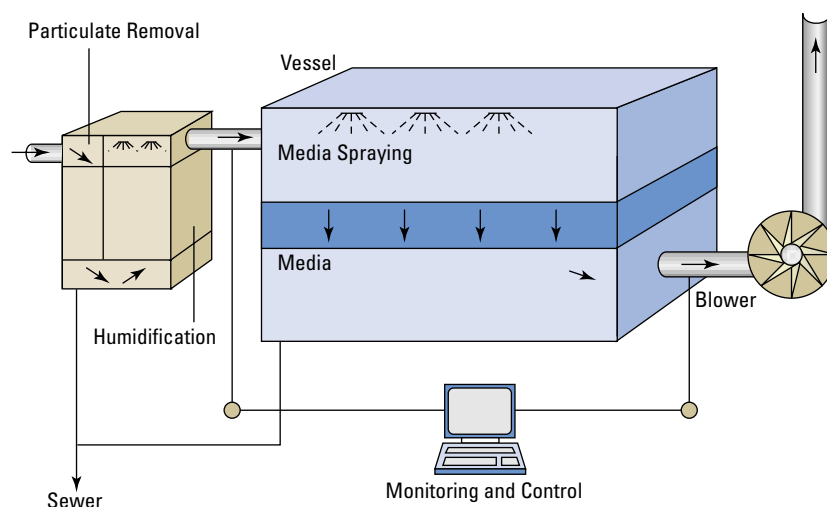 Particulate Removal
Vessel
Media Spraying
Media
Blower
Humidification
Monitoring and Control
Sewer